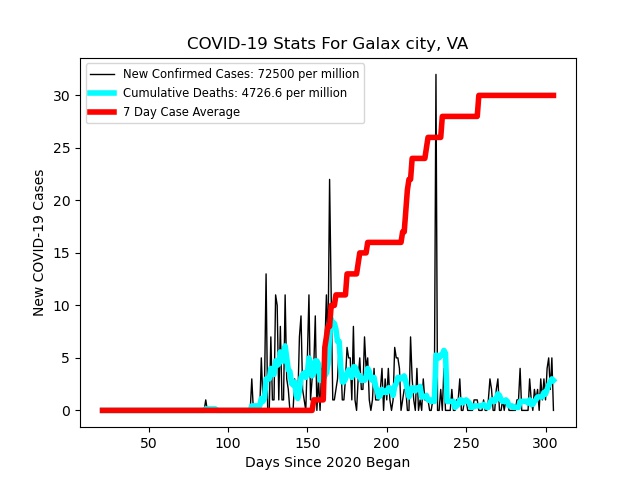 COVID-19 Stats For Galax city, VA
New Confirmed Cases: 72500 per million
Cumulative Deaths: 4726.6 per million
7 Day Case Average
New COVID-19 Cases
30
25
20
15
10
5
0
50 100 150 200 250 300
Days Since 2020 Began